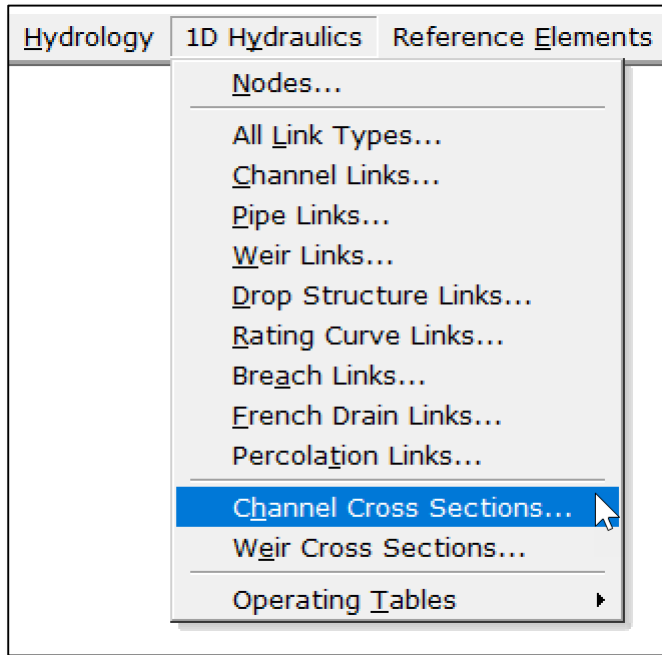 Hydrology 1D Hydraulics Reference Elements
Nodes...
All Link Types...
Channel Links...
Pipe Links...
Weir Links...
Drop Structure Links...
Rating Curve Links...
Breach Links...
French Drain Links...
Percolation Links...
Channel Cross Sections...
Weir Cross Sections...
Operating Tables